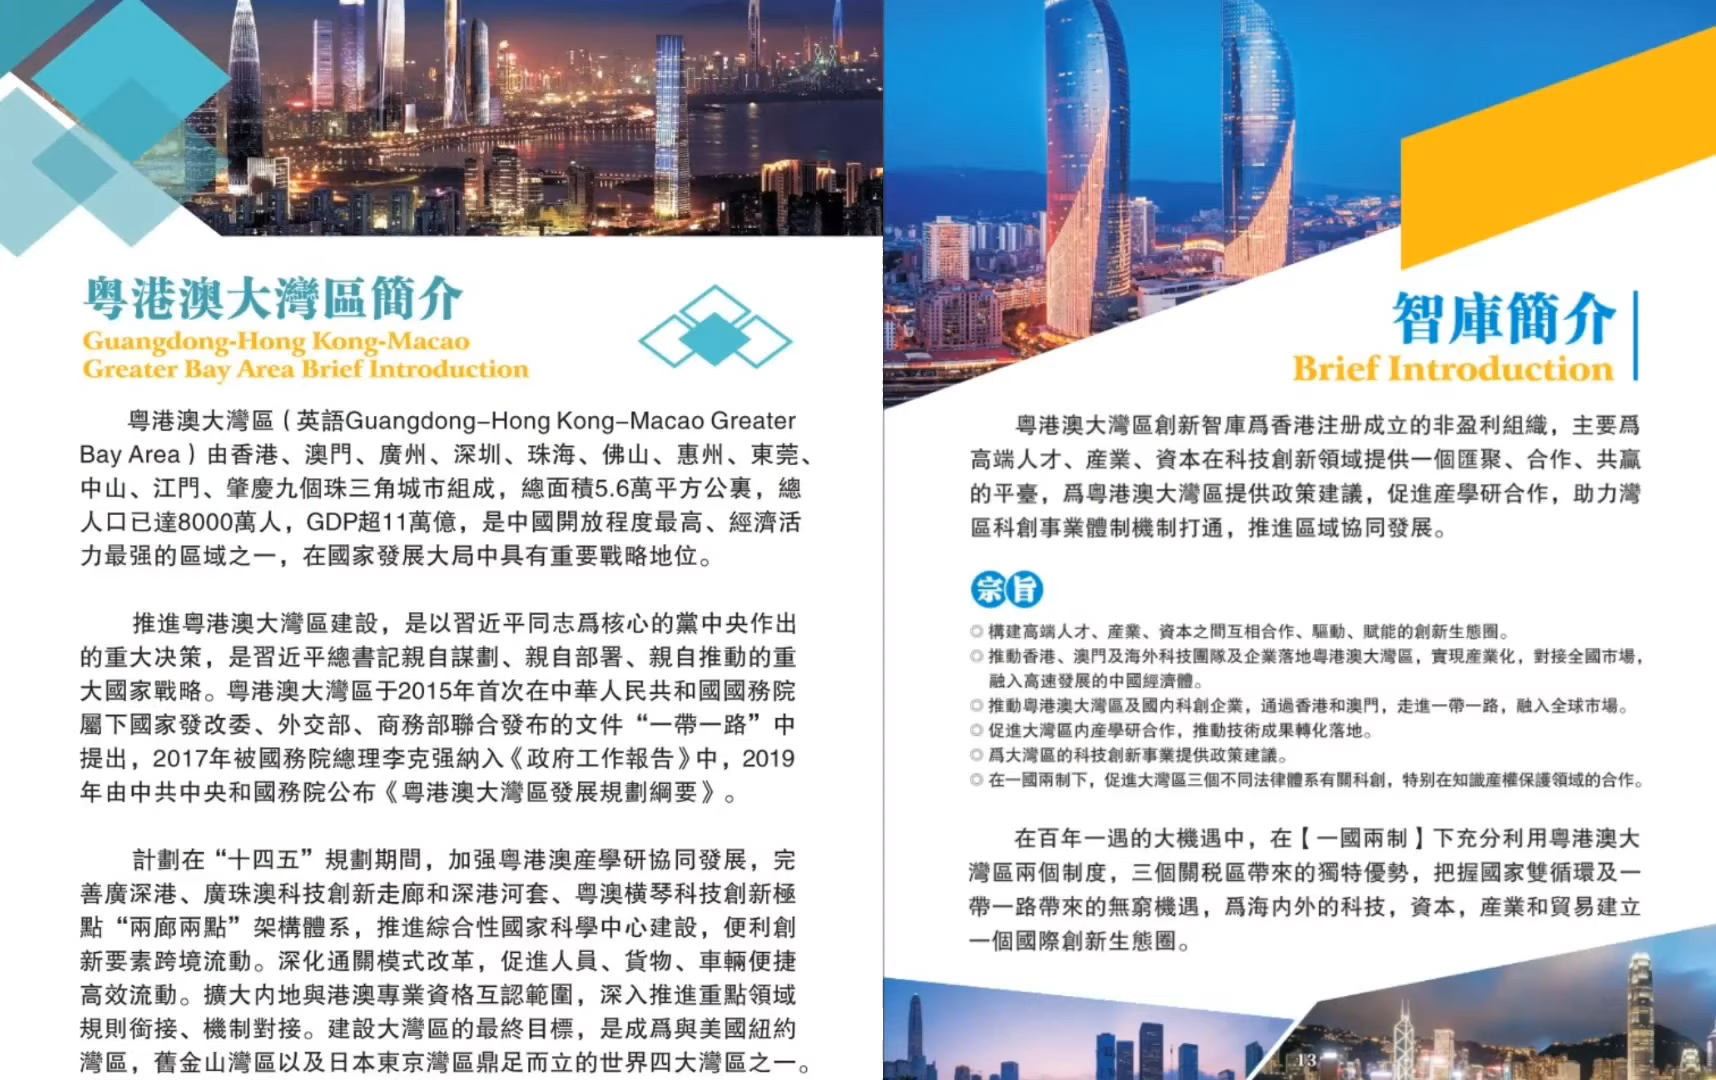 粤港澳大灣區簡介
Guangdong-Hong Kong-Macao
Greater Bay Area Brief Introduction
粤港澳大灣區（英語Guangdong–Hong Kong–Macao Greater
Bay Area）由香港、澳門、廣州、深圳、珠海、佛山、惠州、東莞、
中山、江門、肇慶九個珠三角城市組成，總面積5.6萬平方公裏，總
人口已達8000萬人，GDP超11萬億，是中國開放程度最高、經濟活
力最强的區域之一，在國家發展大局中具有重要戰略地位。
推進粤港澳大灣區建設，是以習近平同志爲核心的黨中央作出
的重大决策，是習近平總書記親自謀劃、親自部署、親自推動的重
大國家戰略。粤港澳大灣區于2015年首次在中華人民共和國國務院
屬下國家發改委、外交部、商務部聯合發布的文件“一帶一路”中
提出，2017年被國務院總理李克强納入《政府工作報告》中，2019
年由中共中央和國務院公布《粤港澳大灣區發展規劃綱要》。
計劃在“十四五”規劃期間，加强粤港澳産學研協同發展，完
善廣深港、廣珠澳科技創新走廊和深港河套、粤澳橫琴科技創新極
點“兩廊兩點”架構體系，推進綜合性國家科學中心建設，便利創
新要素跨境流動。深化通關模式改革，促進人員、貨物、車輛便捷
高效流動。擴大内地與港澳專業資格互認範圍，深入推進重點領域
規則銜接、機制對接。建設大灣區的最終目標，是成爲與美國紐約
灣區，舊金山灣區以及日本東京灣區鼎足而立的世界四大灣區之一。
智庫簡介
Brief Introduction
粤港澳大灣區創新智庫爲香港注册成立的非盈利組織，主要爲
高端人才、産業、資本在科技創新領域提供一個匯聚、合作、共贏
的平臺，爲粤港澳大灣區提供政策建議，促進産學研合作，助力灣
區科創事業體制機制打通，推進區域協同發展。
宗旨
◎ 構建高端人才、産業、資本之間互相合作、驅動、賦能的創新生態圈。
◎ 推動香港、澳門及海外科技團隊及企業落地粤港澳大灣區，實現産業化，對接全國市場，
融入高速發展的中國經濟體。
◎ 推動粤港澳大灣區及國内科創企業，通過香港和澳門，走進一帶一路，融入全球市場。
◎ 促進大灣區内産學研合作，推動技術成果轉化落地。
◎ 爲大灣區的科技創新事業提供政策建議。
◎ 在一國兩制下，促進大灣區三個不同法律體系有關科創，特别在知識産權保護領域的合作。
在百年一遇的大機遇中，在【一國兩制】下充分利用粤港澳大
灣區兩個制度，三個關税區帶來的獨特優勢，把握國家雙循環及一
帶一路帶來的無窮機遇，爲海内外的科技，資本，産業和貿易建立
一個國際創新生態圈。
13